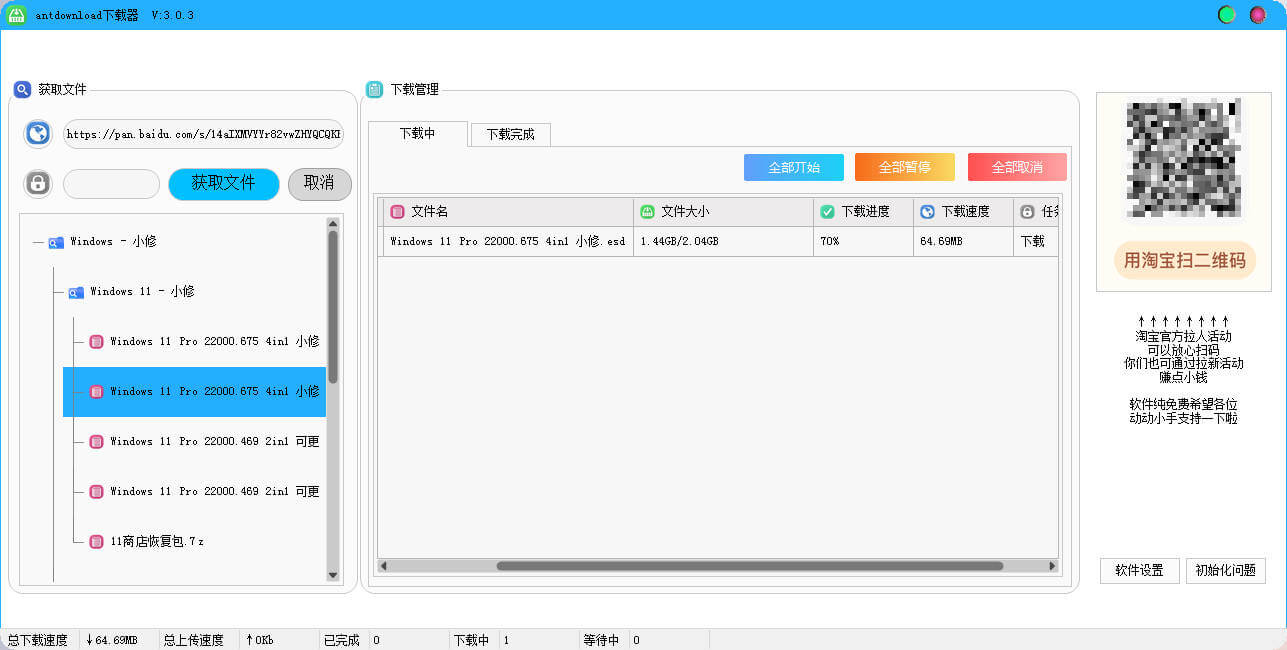 antdownload下载器 V:3.0.3
获取文件
https://pan.baidu.com/s/14aIXMVYYr82vwZHYQCQKH
获取文件 取消
Windows - 小修
Windows 11 - 小修
Windows 11 Pro 22000.675 4in1 小修
Windows 11 Pro 22000.675 4in1 小修
Windows 11 Pro 22000.469 2in1 可更
Windows 11 Pro 22000.469 2in1 可更
11商店恢复包.7z
下载管理
下载中 下载完成
全部开始 全部暂停 全部取消
文件名 文件大小 下载进度 下载速度 任务
Windows 11 Pro 22000.675 4in1 小修.esd 1.44GB/2.04GB 70% 64.69MB 下载
用淘宝扫二维码
↑↑↑↑↑↑↑↑
淘宝官方拉人活动
可以放心扫码
你们也可通过拉新活动
赚点小钱
软件纯免费希望各位
动动小手支持一下啦
软件设置 初始化问题
总下载速度 ↓64.69MB 总上传速度 ↑0Kb 已完成 0 下载中 1 等待中 0